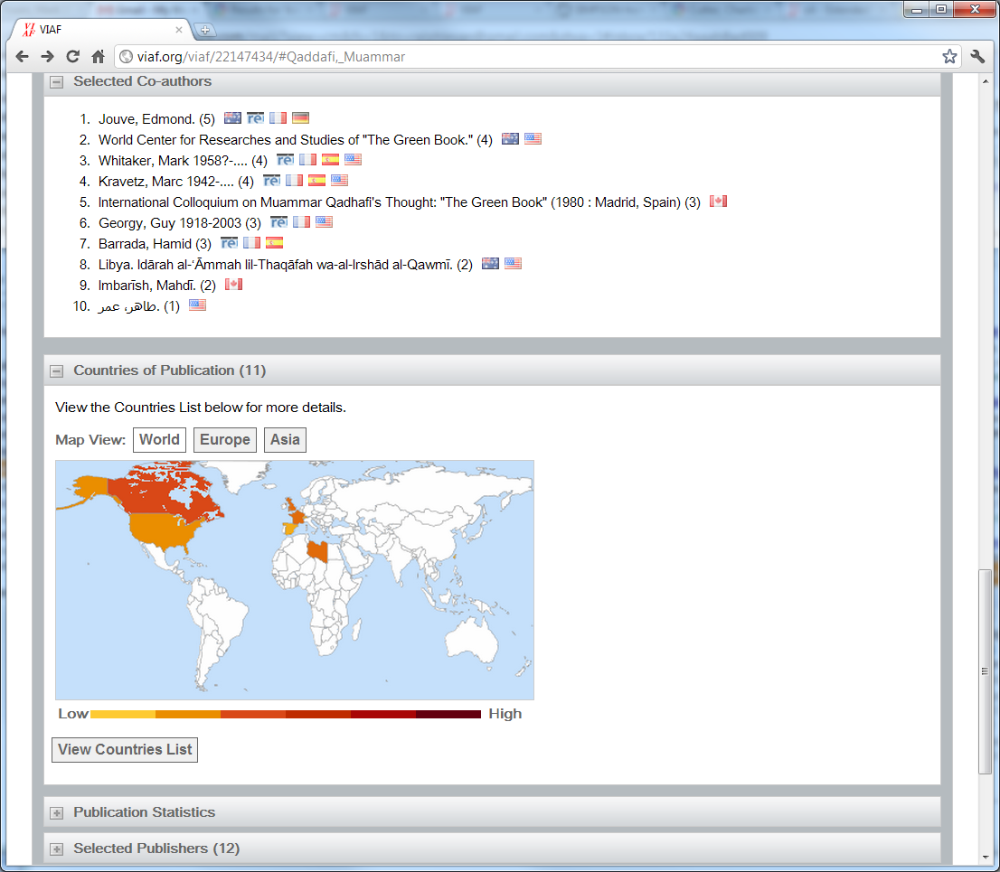 VIAF
viaf.org/viaf/22147434/#Qaddafi,_Muammar
Selected Co-authors
1. Jouve, Edmond. (5)
2. World Center for Researches and Studies of "The Green Book." (4)
3. Whitaker, Mark 1958?-.... (4)
4. Kravetz, Marc 1942-.... (4)
5. International Colloquium on Muammar Qadhafi's Thought: "The Green Book" (1980 : Madrid, Spain) (3)
6. Georgy, Guy 1918-2003 (3)
7. Barrada, Hamid (3)
8. Libya. Idārah al-ʻĀmmah lil-Thaqāfah wa-al-Irshād al-Qawmī. (2)
9. Imbarīsh, Mahdī. (2)
10. طاهر، عمر. (1)
Countries of Publication (11)
View the Countries List below for more details.
Map View: World Europe Asia
Low High
View Countries List
Publication Statistics
Selected Publishers (12)